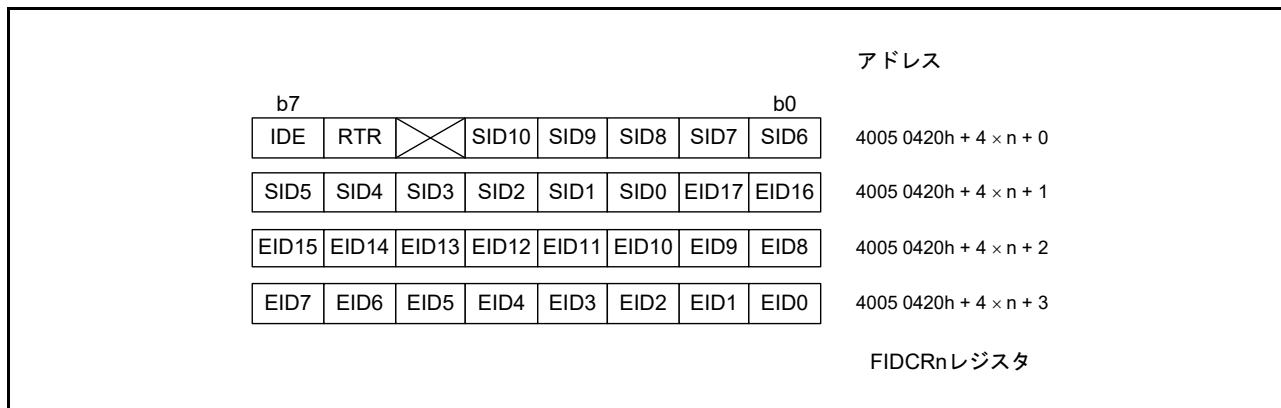 アドレス
b7 b0
IDE RTR SID10 SID9 SID8 SID7 SID6 4005 0420h + 4 × n + 0
SID5 SID4 SID3 SID2 SID1 SID0 EID17 EID16 4005 0420h + 4 × n + 1
EID15 EID14 EID13 EID12 EID11 EID10 EID9 EID8 4005 0420h + 4 × n + 2
EID7 EID6 EID5 EID4 EID3 EID2 EID1 EID0 4005 0420h + 4 × n + 3
FIDCRnレジスタ